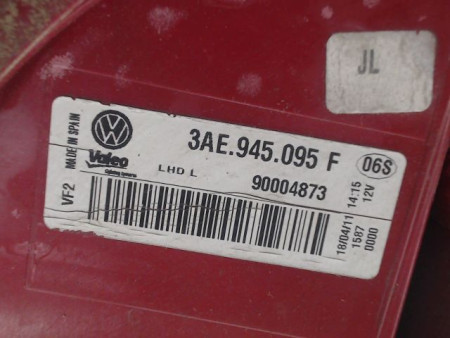 JL
MADE IN SPAIN
VW
3AE.945.095 F
06S
Valeo
LHD L
90004873
VF2
18/04/11 14:15
1587 12V
0000